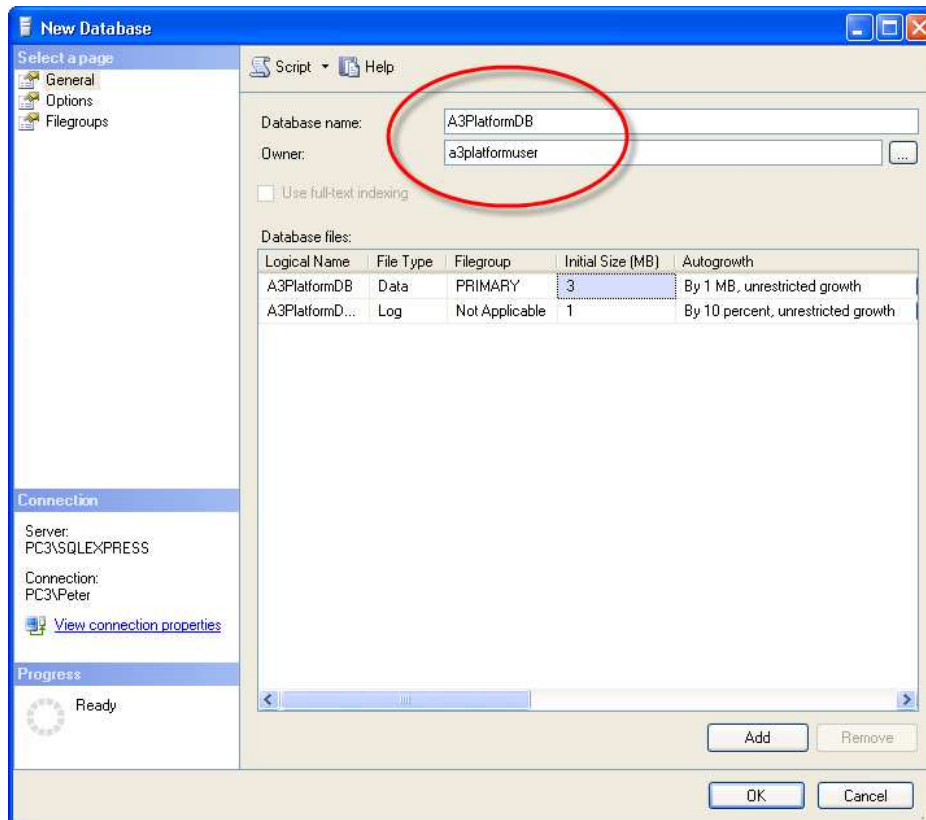 New Database
Select a page
General
Options
Filegroups
Script Help
Database name: A3PlatformDB
Owner: a3platformuser ...
Use full-text indexing
Database files:
Logical Name File Type Filegroup Initial Size (MB) Autogrowth
A3PlatformDB Data PRIMARY 3 By 1 MB, unrestricted growth
A3PlatformD... Log Not Applicable 1 By 10 percent, unrestricted growth
Connection
Server:
PC3\SQLEXPRESS
Connection:
PC3\Peter
View connection properties
Progress
Ready
Add Remove
OK Cancel